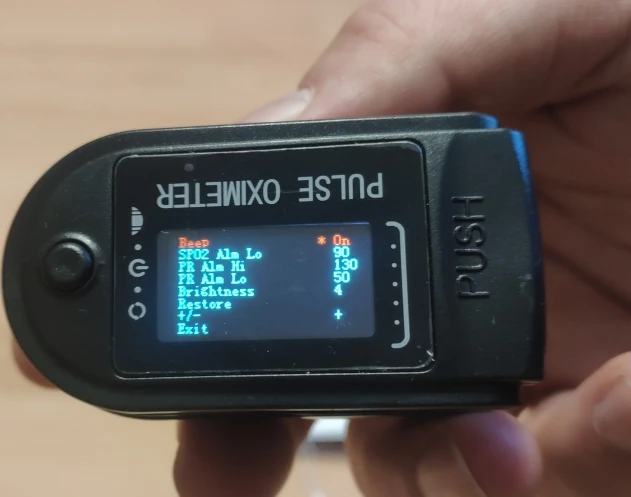 PULSE OXIMETER
Beep * On
SPO2 Alm Lo 90
PR Alm Hi 130
PR Alm Lo 50
Brightness 4
Restore
+/- +
Exit
PUSH